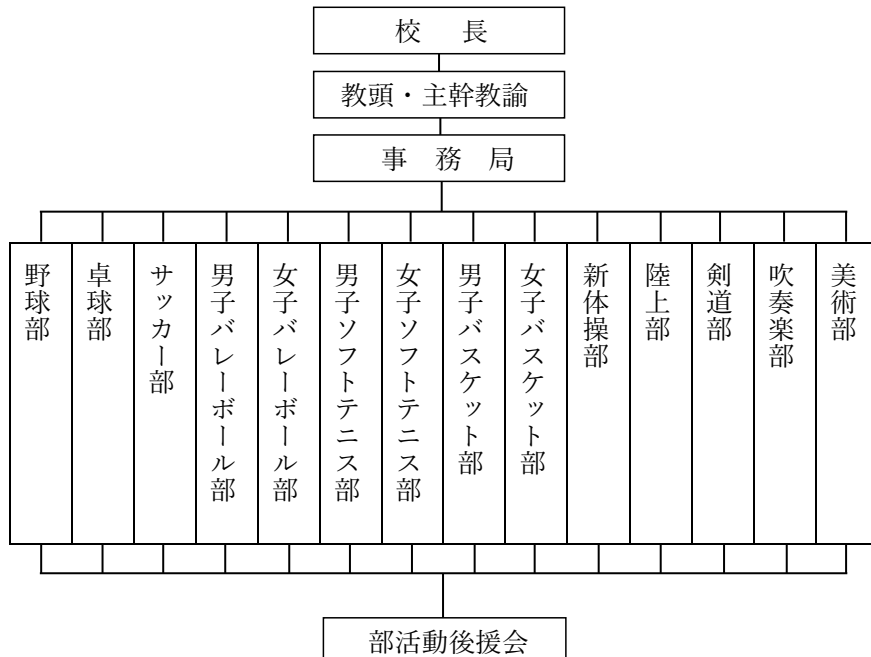 校　長
教頭・主幹教諭
事　務　局
野球部
卓球部
サッカー部
男子バレーボール部
女子バレーボール部
男子ソフトテニス部
女子ソフトテニス部
男子バスケット部
女子バスケット部
新体操部
陸上部
剣道部
吹奏楽部
美術部
部活動後援会